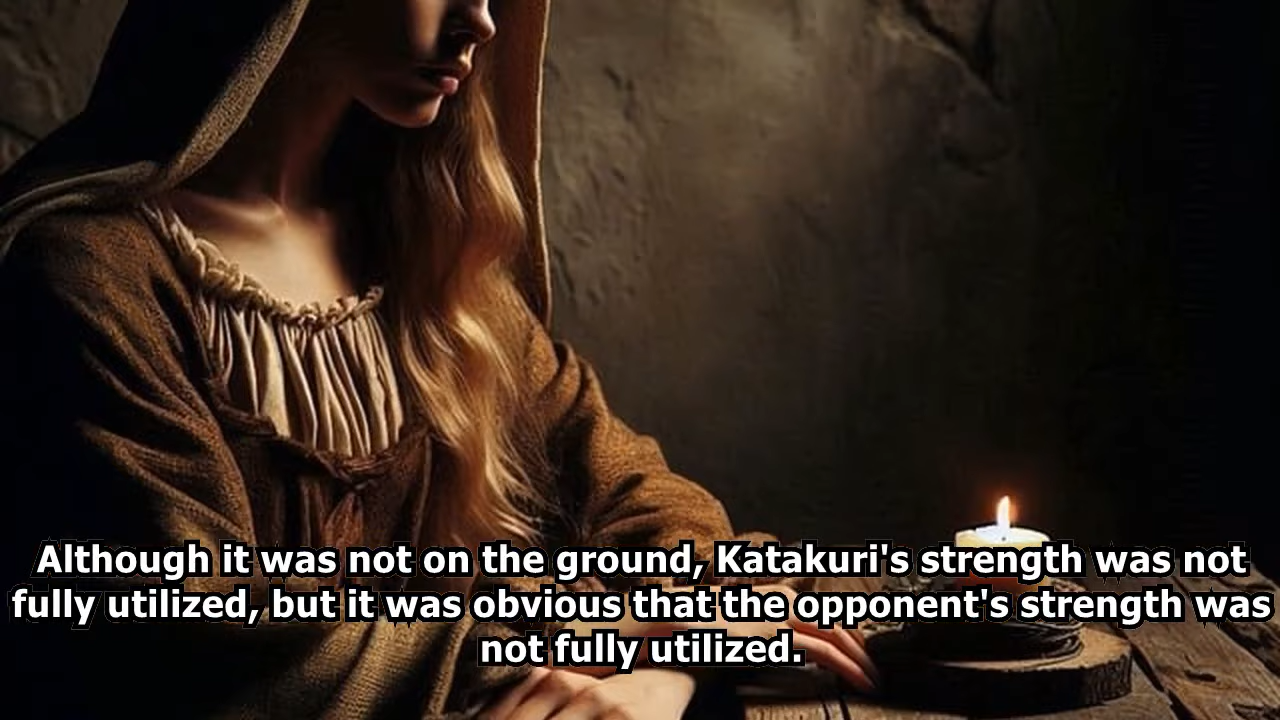 Although it was not on the ground, Katakuri's strength was not
fully utilized, but it was obvious that the opponent's strength was
not fully utilized.